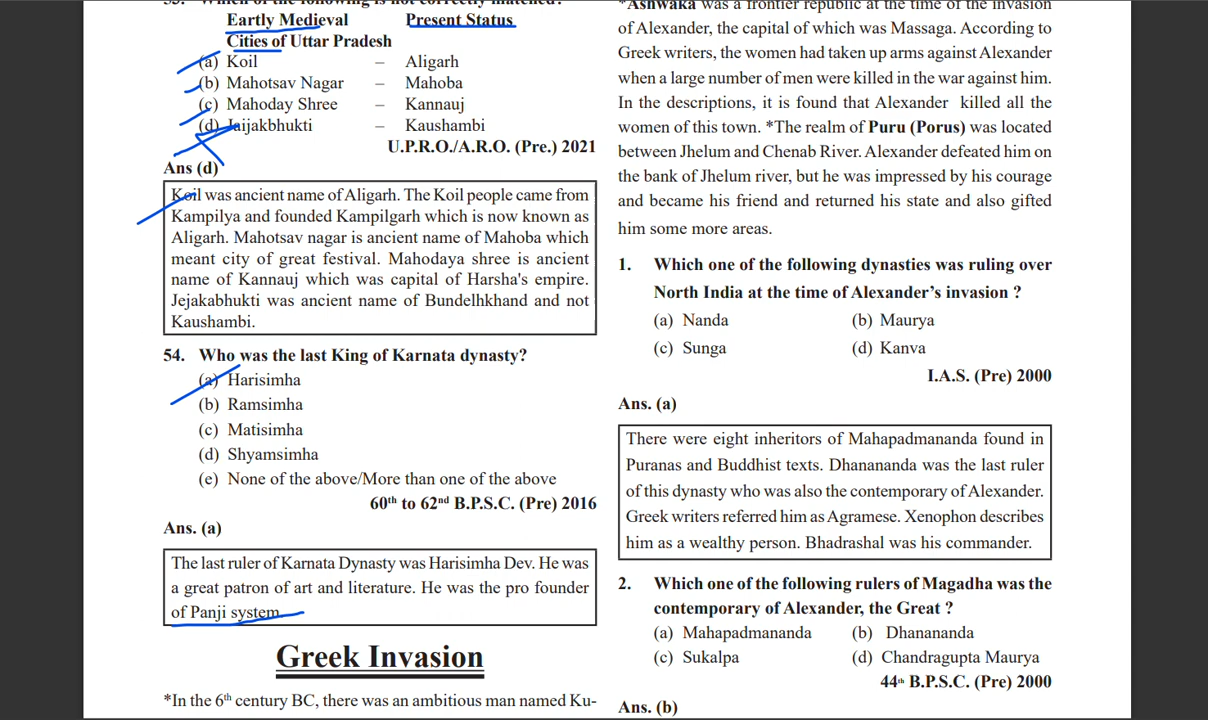 53. Which of the following is not correctly matched?
Eartly Medieval Present Status
Cities of Uttar Pradesh
(a) Koil – Aligarh
(b) Mahotsav Nagar – Mahoba
(c) Mahoday Shree – Kannauj
(d) Jaijakbhukti – Kaushambi
U.P.R.O./A.R.O. (Pre.) 2021
Ans (d)
Koil was ancient name of Aligarh. The Koil people came from
Kampilya and founded Kampilgarh which is now known as
Aligarh. Mahotsav nagar is ancient name of Mahoba which
meant city of great festival. Mahodaya shree is ancient
name of Kannauj which was capital of Harsha's empire.
Jejakabhukti was ancient name of Bundelhkhand and not
Kaushambi.
54. Who was the last King of Karnata dynasty?
(a) Harisimha
(b) Ramsimha
(c) Matisimha
(d) Shyamsimha
(e) None of the above/More than one of the above
60th to 62nd B.P.S.C. (Pre) 2016
Ans. (a)
The last ruler of Karnata Dynasty was Harisimha Dev. He was
a great patron of art and literature. He was the pro founder
of Panji system.
Greek Invasion
*In the 6th century BC, there was an ambitious man named Ku-
*Ashwaka was a frontier republic at the time of the invasion
of Alexander, the capital of which was Massaga. According to
Greek writers, the women had taken up arms against Alexander
when a large number of men were killed in the war against him.
In the descriptions, it is found that Alexander killed all the
women of this town. *The realm of Puru (Porus) was located
between Jhelum and Chenab River. Alexander defeated him on
the bank of Jhelum river, but he was impressed by his courage
and became his friend and returned his state and also gifted
him some more areas.
1. Which one of the following dynasties was ruling over
North India at the time of Alexander’s invasion ?
(a) Nanda (b) Maurya
(c) Sunga (d) Kanva
I.A.S. (Pre) 2000
Ans. (a)
There were eight inheritors of Mahapadmananda found in
Puranas and Buddhist texts. Dhanananda was the last ruler
of this dynasty who was also the contemporary of Alexander.
Greek writers referred him as Agramese. Xenophon describes
him as a wealthy person. Bhadrashal was his commander.
2. Which one of the following rulers of Magadha was the
contemporary of Alexander, the Great ?
(a) Mahapadmananda (b) Dhanananda
(c) Sukalpa (d) Chandragupta Maurya
44th B.P.S.C. (Pre) 2000
Ans. (b)